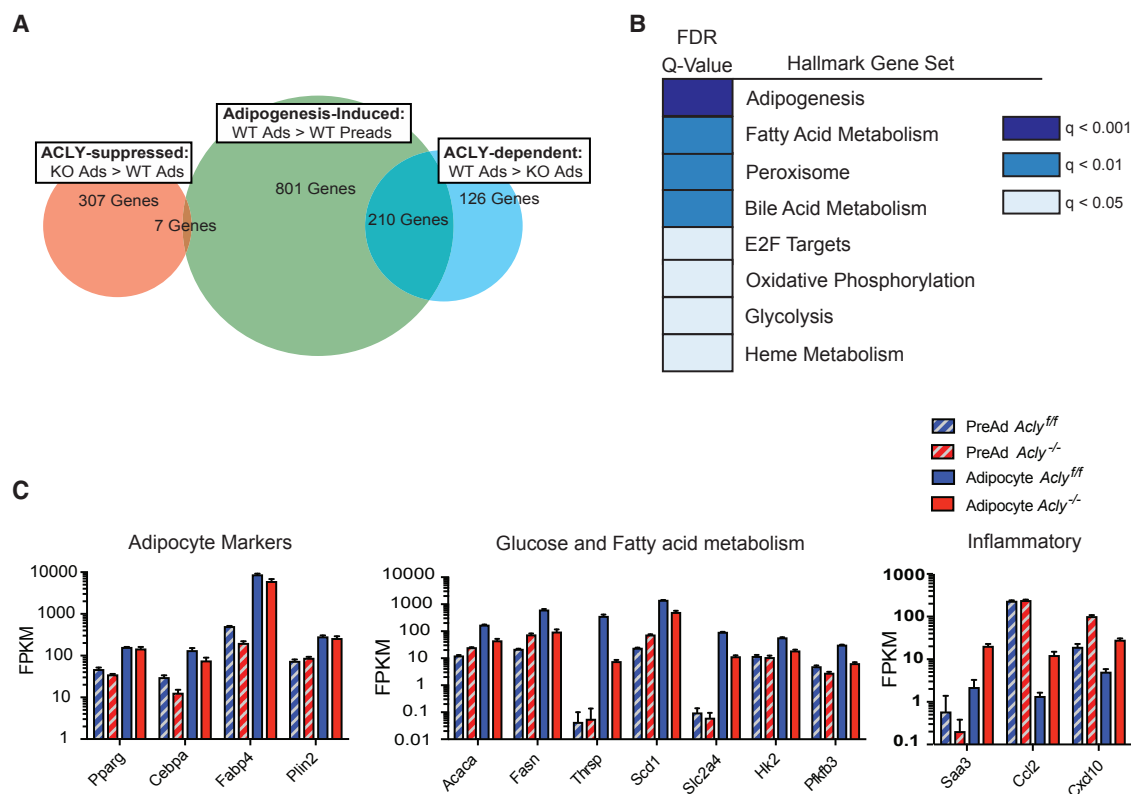 A
Adipogenesis-Induced:
WT Ads > WT Preads
ACLY-suppressed:
KO Ads > WT Ads
ACLY-dependent:
WT Ads > KO Ads
307 Genes
7 Genes
801 Genes
210 Genes
126 Genes
B
FDR
Q-Value
Hallmark Gene Set
Adipogenesis
Fatty Acid Metabolism
Peroxisome
Bile Acid Metabolism
E2F Targets
Oxidative Phosphorylation
Glycolysis
Heme Metabolism
q < 0.001
q < 0.01
q < 0.05
PreAd Acly f/f
PreAd Acly -/-
Adipocyte Acly f/f
Adipocyte Acly -/-
C
Adipocyte Markers
FPKM
10000
1000
100
10
1
Pparg
Cebpa
Fabp4
Plin2
Glucose and Fatty acid metabolism
FPKM
10000
1000
100
10
1
0.1
0.01
Acaca
Fasn
Thrsp
Scd1
Slc2a4
Hk2
Pfkfb3
Inflammatory
FPKM
1000
100
10
1
0.1
Saa3
Ccl2
Cxd10